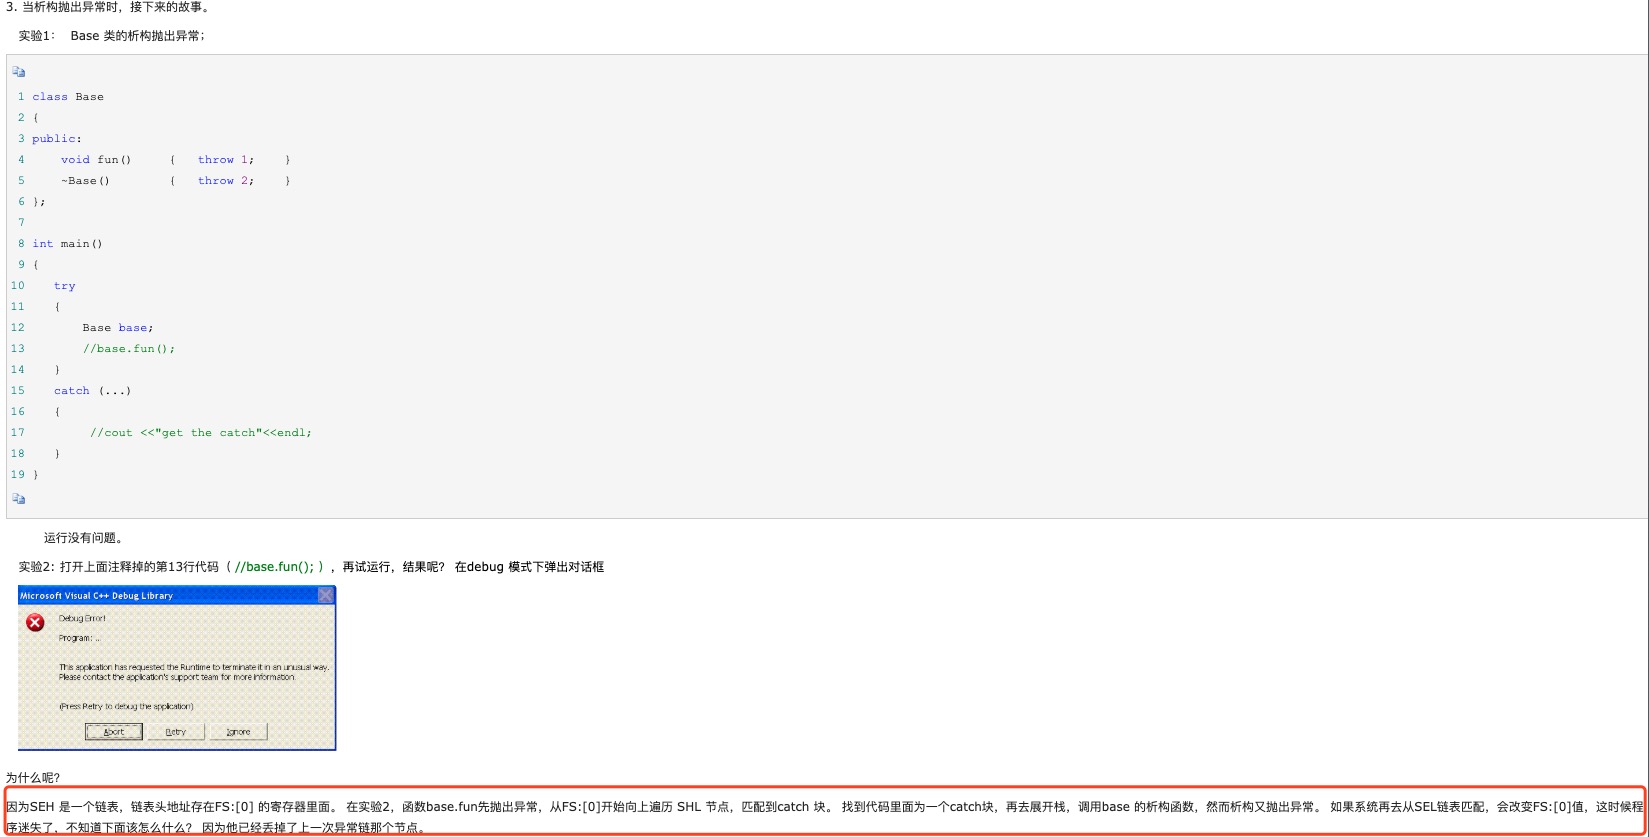 3. 当析构抛出异常时，接下来的故事。
实验1： Base 类的析构抛出异常；
1 class Base
2 {
3 public:
4 void fun() { throw 1; }
5 ~Base() { throw 2; }
6 };
7
8 int main()
9 {
10 try
11 {
12 Base base;
13 //base.fun();
14 }
15 catch (...)
16 {
17 //cout <<"get the catch"<<endl;
18 }
19 }
运行没有问题。
实验2: 打开上面注释掉的第13行代码（ //base.fun(); ），再试运行，结果呢？ 在debug 模式下弹出对话框
Microsoft Visual C++ Debug Library
Debug Error!
Program: ...
This application has requested the Runtime to terminate it in an unusual way.
Please contact the application's support team for more information.
(Press Retry to debug the application)
Abort Retry Ignore
为什么呢？
因为SEH 是一个链表，链表头地址存在FS:[0] 的寄存器里面。 在实验2，函数base.fun先抛出异常，从FS:[0]开始向上遍历 SHL 节点，匹配到catch 块。 找到代码里面为一个catch块，再去展开栈，调用base 的析构函数，然而析构又抛出异常。 如果系统再去从SEL链表匹配，会改变FS:[0]值，这时候程
序迷失了，不知道下面该怎么什么？ 因为他已经丢掉了上一次异常链那个节点。